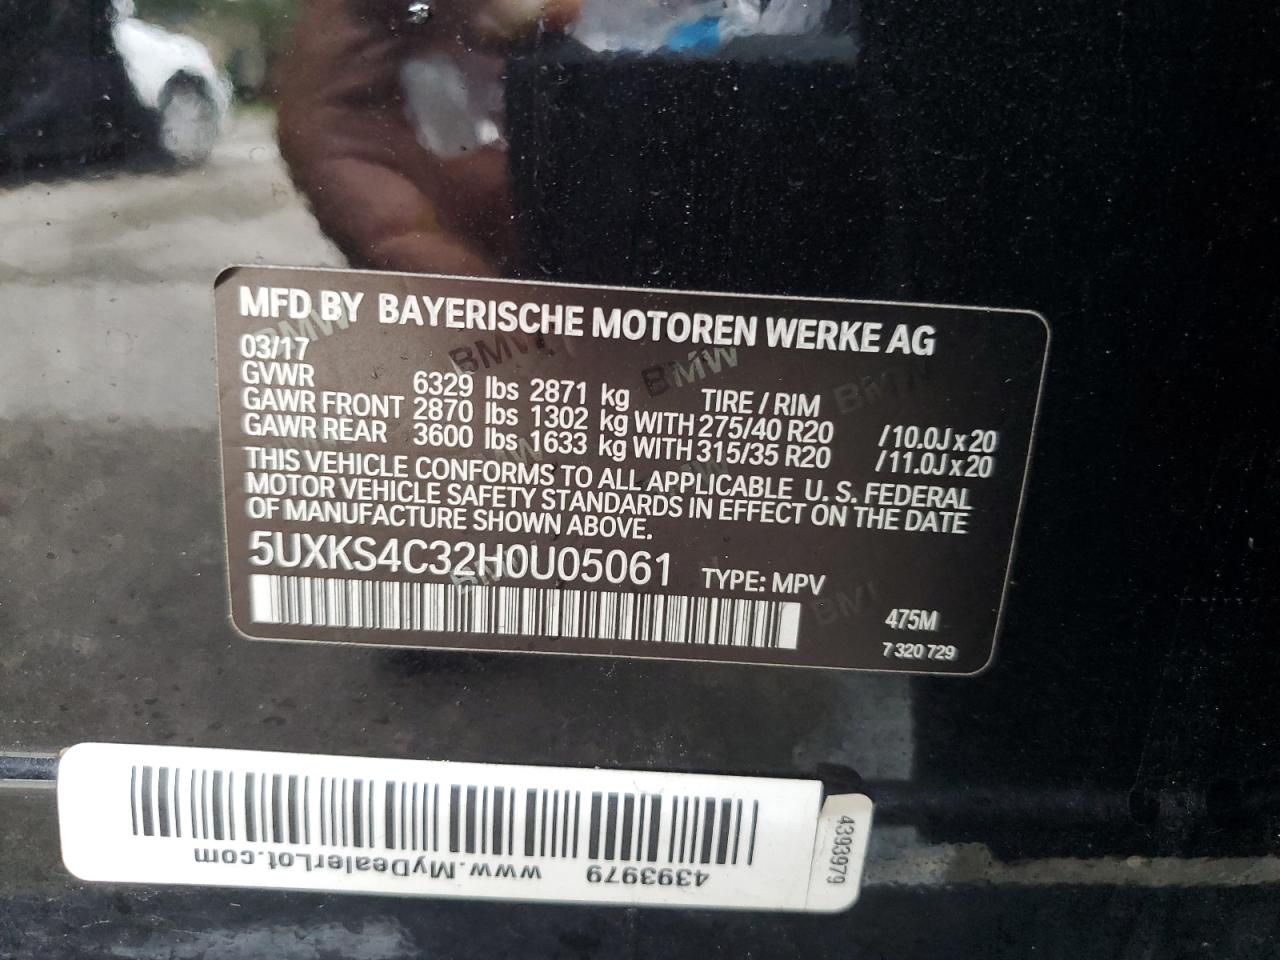 MFD BY BAYERISCHE MOTOREN WERKE AG
03/17
GVWR 6329 lbs 2871 kg TIRE / RIM
GAWR FRONT 2870 lbs 1302 kg WITH 275/40 R20 /10.0J x 20
GAWR REAR 3600 lbs 1633 kg WITH 315/35 R20 /11.0J x 20
THIS VEHICLE CONFORMS TO ALL APPLICABLE U. S. FEDERAL
MOTOR VEHICLE SAFETY STANDARDS IN EFFECT ON THE DATE
OF MANUFACTURE SHOWN ABOVE.
5UXKS4C32H0U05061 TYPE: MPV
475M
7 320 729
4393979 www.MyDealerLot.com
4393979